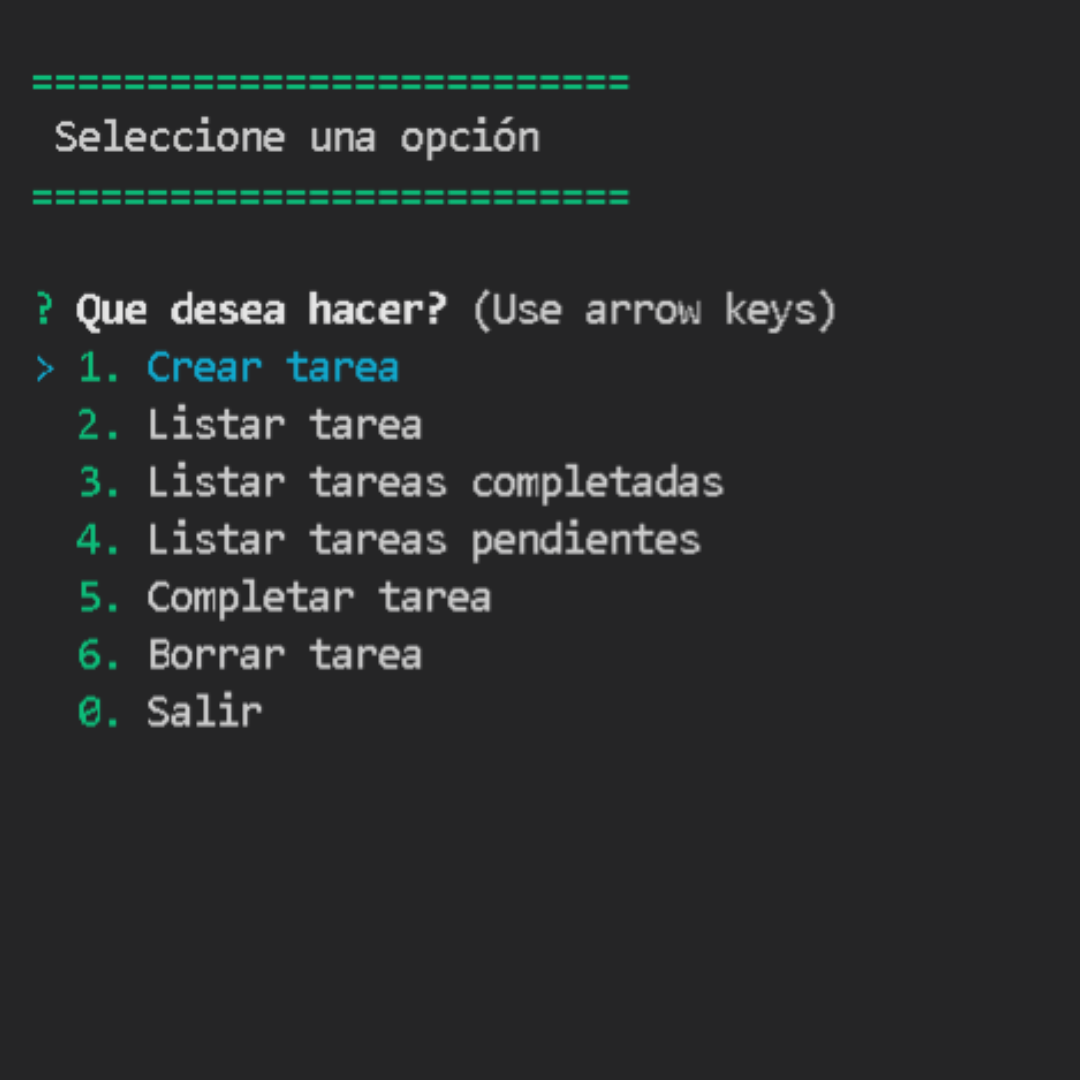 ==========================
Seleccione una opción
==========================
? Que desea hacer? (Use arrow keys)
> 1. Crear tarea
2. Listar tarea
3. Listar tareas completadas
4. Listar tareas pendientes
5. Completar tarea
6. Borrar tarea
0. Salir